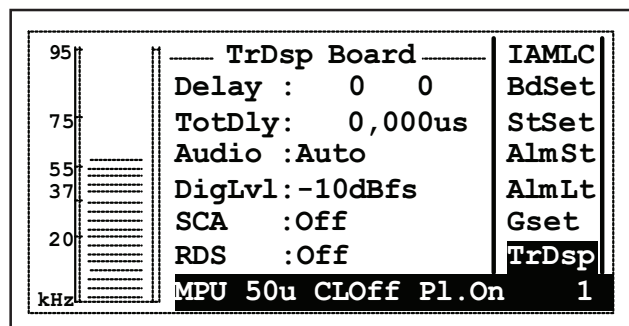 95 TrDsp Board IAMLC
Delay : 0 0 BdSet
75 TotDly: 0,000us StSet
Audio :Auto AlmSt
55
37 DigLvl:-10dBfs AlmLt
SCA :Off Gset
20
RDS :Off TrDsp
kHz MPU 50u CLOff Pl.On 1